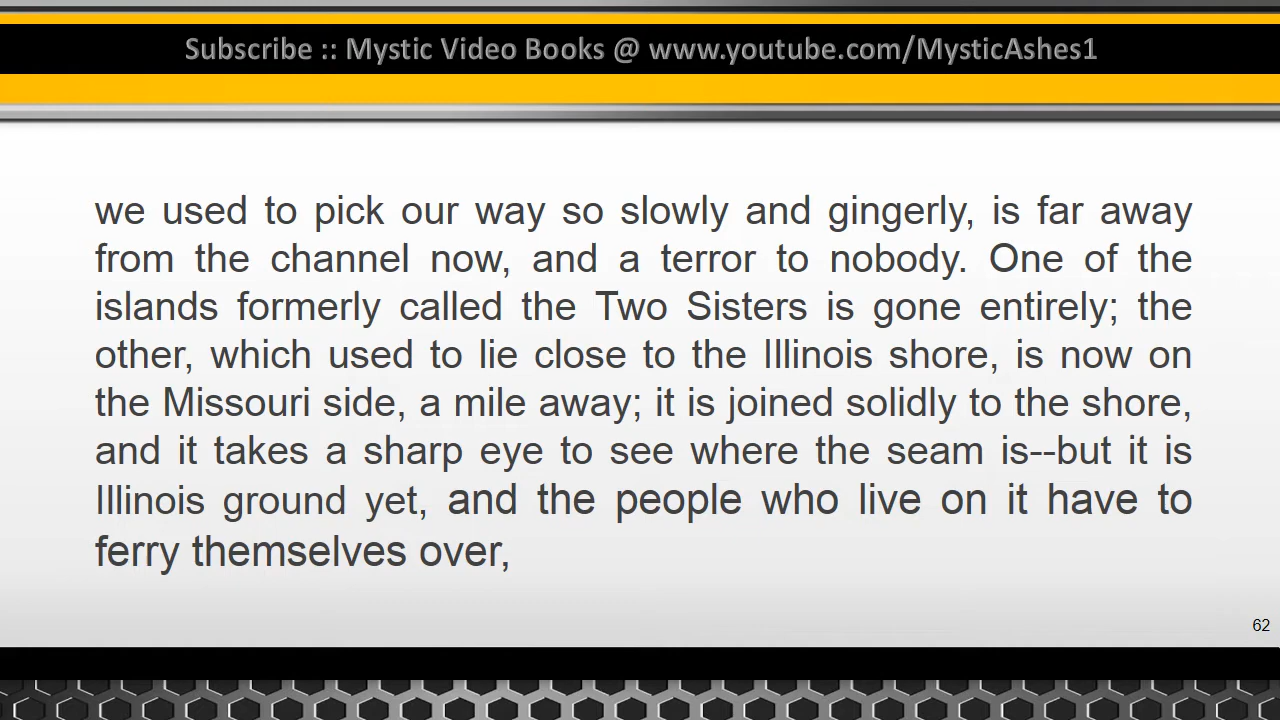 Subscribe :: Mystic Video Books @ www.youtube.com/MysticAshes1
we used to pick our way so slowly and gingerly, is far away
from the channel now, and a terror to nobody. One of the
islands formerly called the Two Sisters is gone entirely; the
other, which used to lie close to the Illinois shore, is now on
the Missouri side, a mile away; it is joined solidly to the shore,
and it takes a sharp eye to see where the seam is--but it is
Illinois ground yet, and the people who live on it have to
ferry themselves over,
62